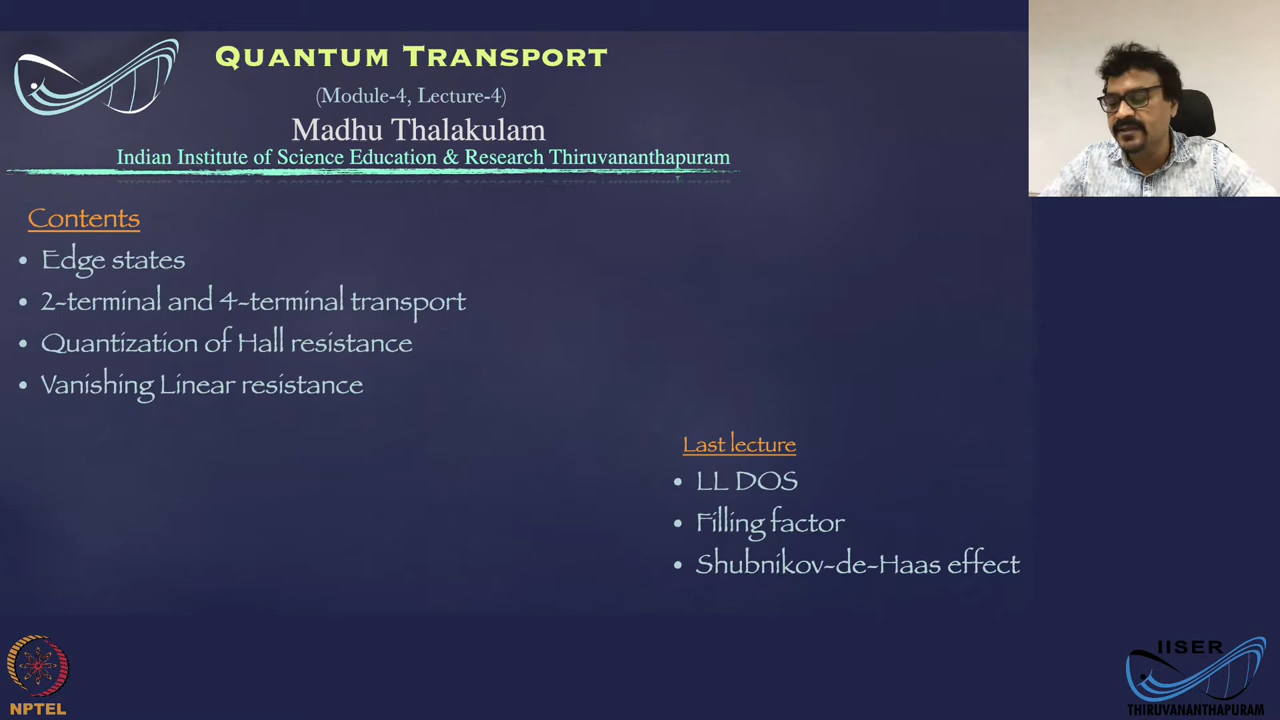 QUANTUM TRANSPORT
(Module-4, Lecture-4)
Madhu Thalakulam
Indian Institute of Science Education & Research Thiruvananthapuram
Contents
• Edge states
• 2-terminal and 4-terminal transport
• Quantization of Hall resistance
• Vanishing Linear resistance
Last lecture
• LL DOS
• Filling factor
• Shubnikov-de-Haas effect
NPTEL
IISER
THIRUVANANTHAPURAM